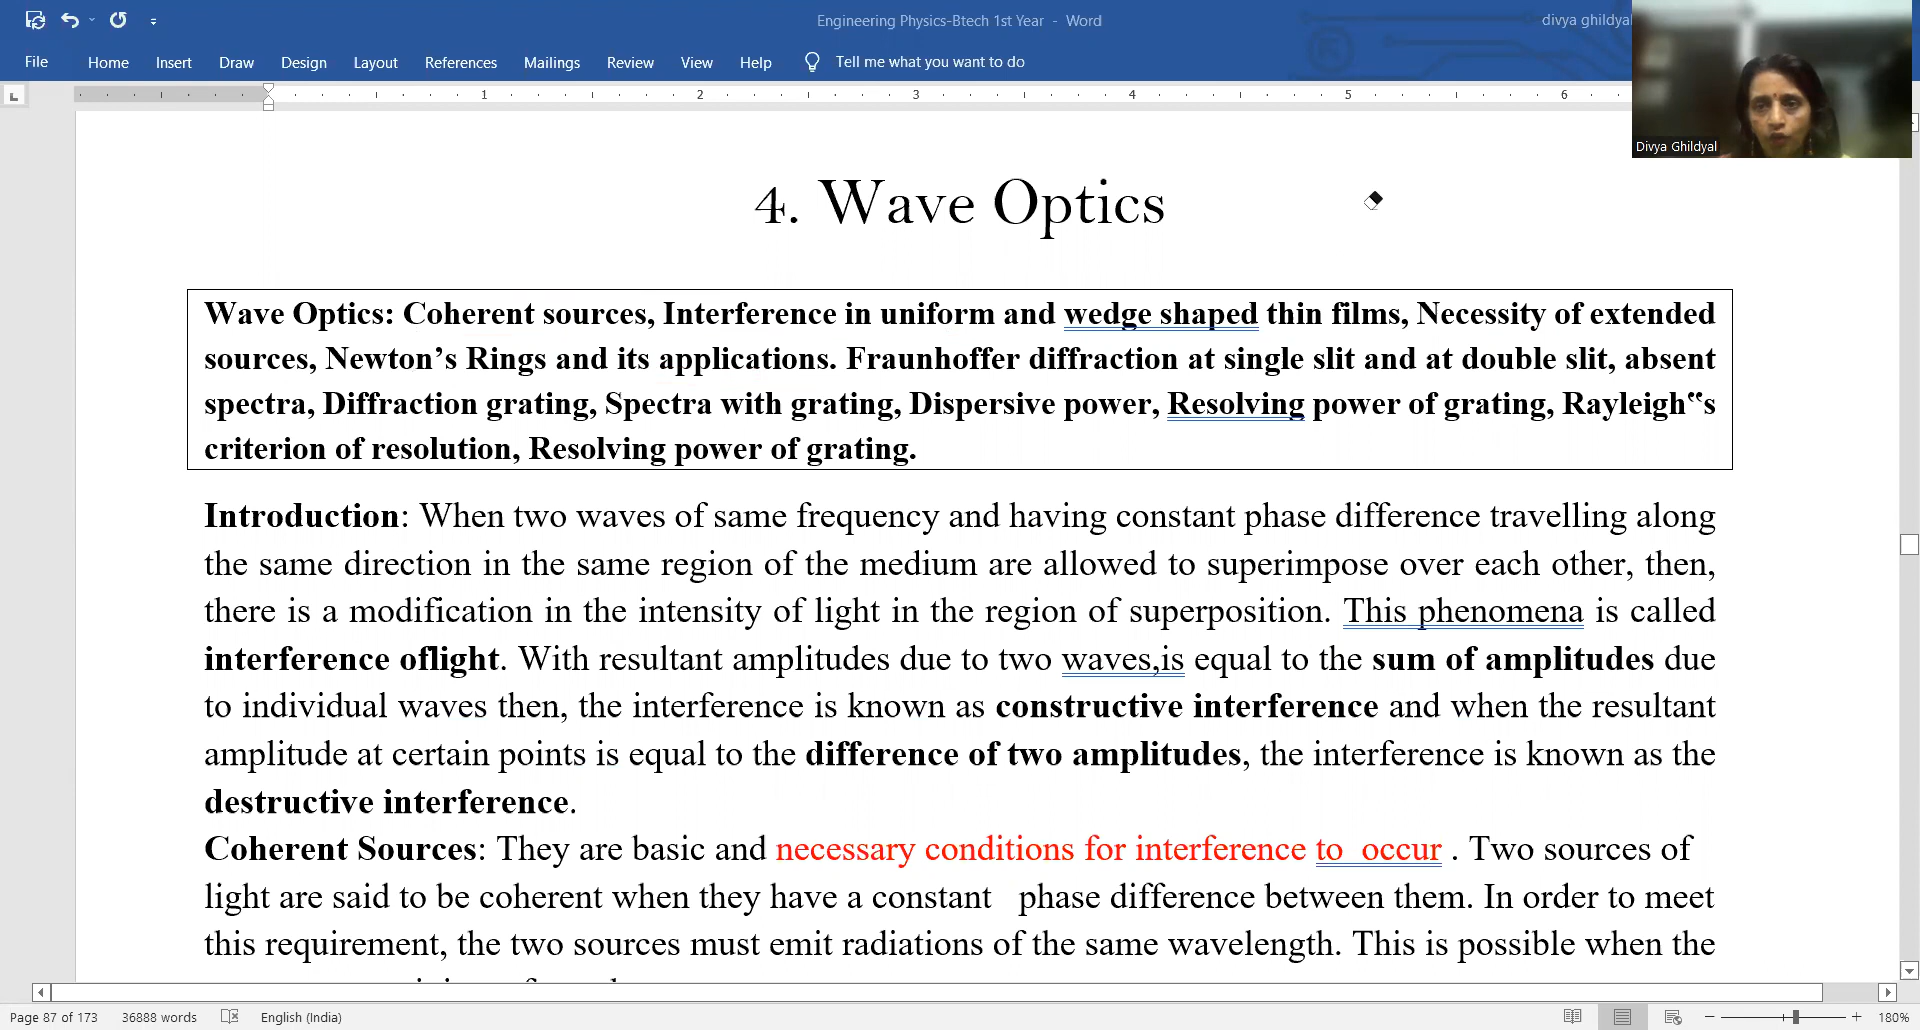 Engineering Physics-Btech 1st Year - Word
divya ghildyal
File Home Insert Draw Design Layout References Mailings Review View Help Tell me what you want to do
1 2 3 4 5 6
Divya Ghildyal
4. Wave Optics
Wave Optics: Coherent sources, Interference in uniform and wedge shaped thin films, Necessity of extended
sources, Newton’s Rings and its applications. Fraunhoffer diffraction at single slit and at double slit, absent
spectra, Diffraction grating, Spectra with grating, Dispersive power, Resolving power of grating, Rayleigh‟s
criterion of resolution, Resolving power of grating.
Introduction: When two waves of same frequency and having constant phase difference travelling along
the same direction in the same region of the medium are allowed to superimpose over each other, then,
there is a modification in the intensity of light in the region of superposition. This phenomena is called
interference oflight. With resultant amplitudes due to two waves,is equal to the sum of amplitudes due
to individual waves then, the interference is known as constructive interference and when the resultant
amplitude at certain points is equal to the difference of two amplitudes, the interference is known as the
destructive interference.
Coherent Sources: They are basic and necessary conditions for interference to occur . Two sources of
light are said to be coherent when they have a constant phase difference between them. In order to meet
this requirement, the two sources must emit radiations of the same wavelength. This is possible when the
Page 87 of 173 36888 words English (India) 180%